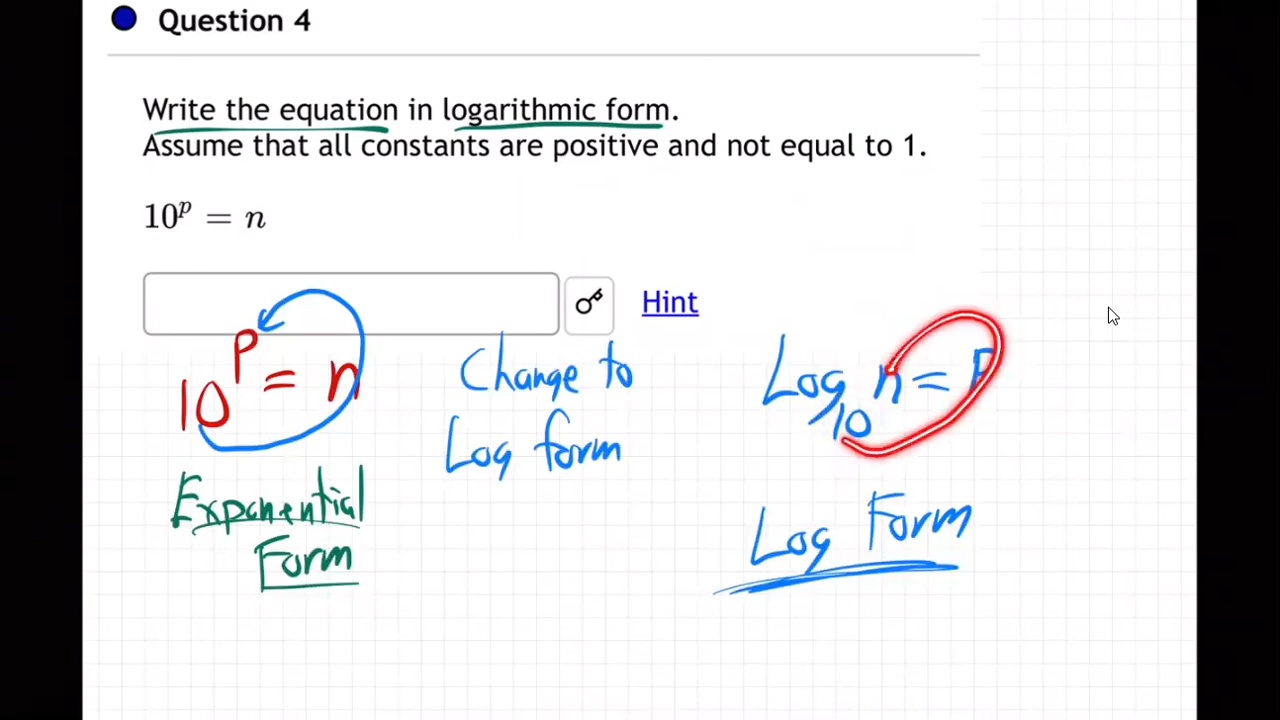 Question 4
Write the equation in logarithmic form.
Assume that all constants are positive and not equal to 1.
10^p = n
Hint
10^P = n
Change to
Log form
Log_10 n = P
Exponential
Form
Log Form